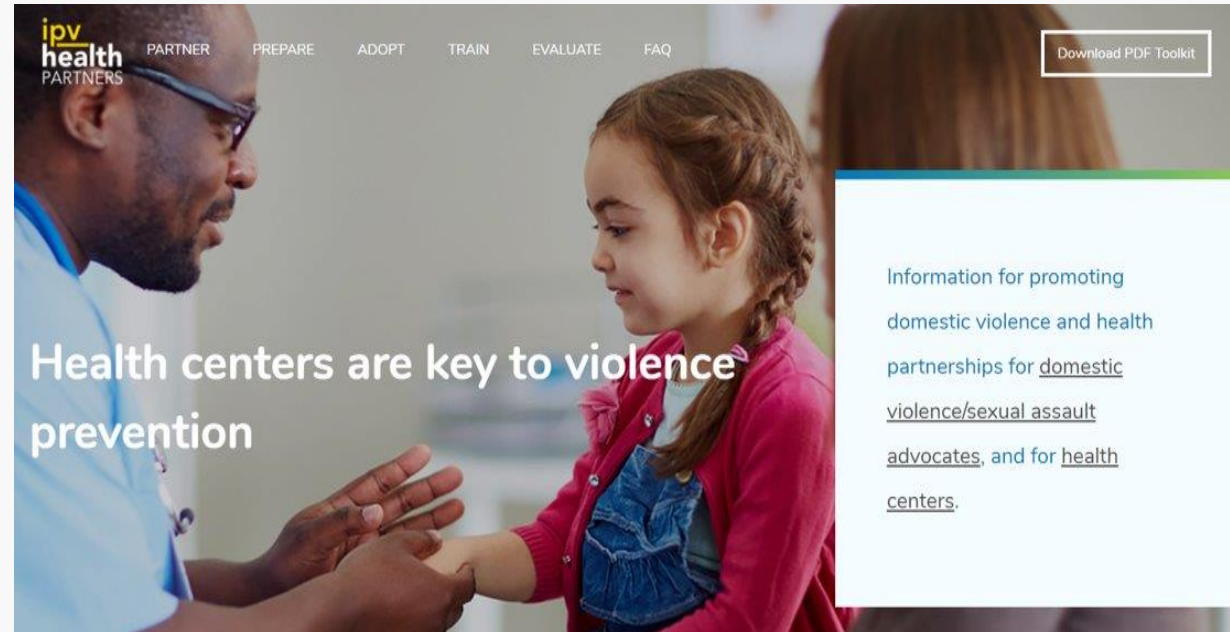 ipv
health
PARTNERS
PARTNER PREPARE ADOPT TRAIN EVALUATE FAQ
Download PDF Toolkit
Health centers are key to violence
prevention
Information for promoting
domestic violence and health
partnerships for domestic
violence/sexual assault
advocates, and for health
centers.